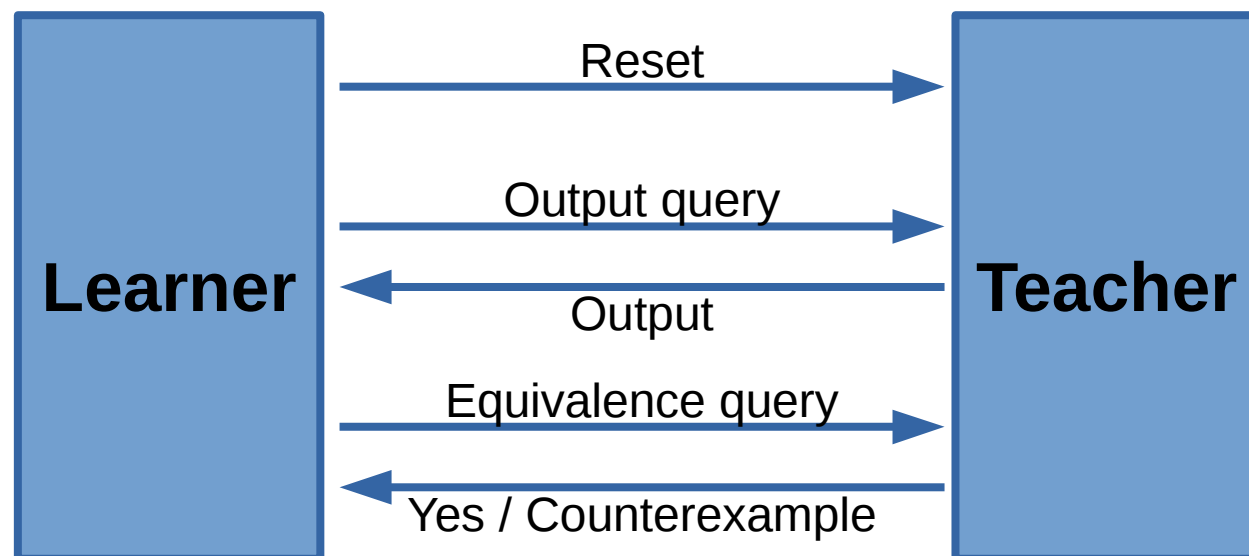 Reset
Output query
Learner
Teacher
Output
Equivalence query
Yes / Counterexample